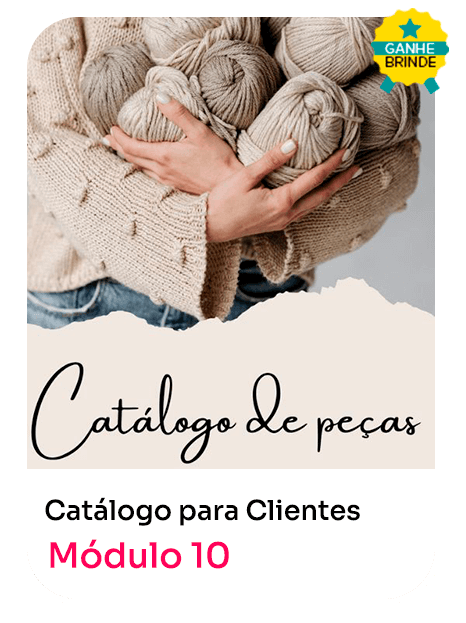 GANHE
BRINDE
Catálogo de peças
Catálogo para Clientes
Módulo 10